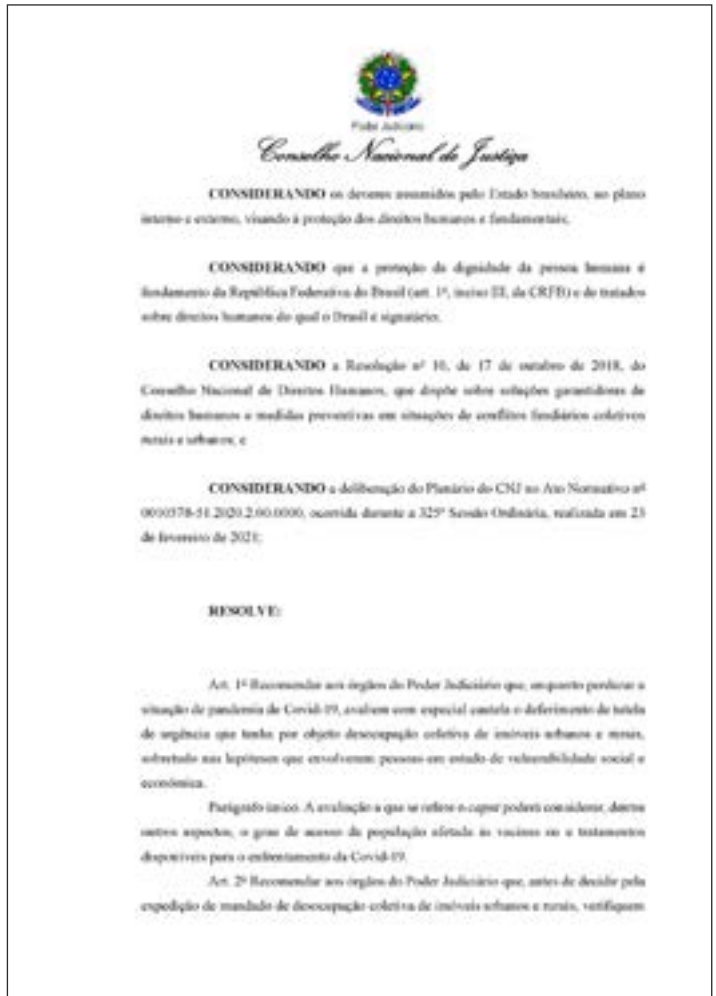 Poder Judiciário
Conselho Nacional de Justiça
CONSIDERANDO os deveres assumidos pelo Estado brasileiro, no plano
interno e externo, visando à proteção dos direitos humanos e fundamentais;
CONSIDERANDO que a proteção da dignidade da pessoa humana é
fundamento da República Federativa do Brasil (art. 1º, inciso III, da CRFB) e de tratados
sobre direitos humanos do qual o Brasil é signatário;
CONSIDERANDO a Resolução nº 10, de 17 de outubro de 2018, do
Conselho Nacional de Direitos Humanos, que dispõe sobre soluções garantidoras de
direitos humanos e medidas preventivas em situações de conflitos fundiários coletivos
rurais e urbanos; e
CONSIDERANDO a deliberação do Plenário do CNJ no Ato Normativo nº
ocorrida durante a 325ª Sessão Ordinária, realizada em 23
de fevereiro de 2021;
RESOLVE:
Art. 1º Recomendar aos órgãos do Poder Judiciário que, enquanto perdurar a
situação de pandemia de Covid-19, avaliem com especial cautela o deferimento de tutela
de urgência que tenha por objeto desocupação coletiva de imóveis urbanos e rurais,
sobretudo nas hipóteses que envolverem pessoas em estado de vulnerabilidade social e
econômica.
Parágrafo único. A avaliação a que se refere o caput poderá considerar, dentre
outros aspectos, o grau de acesso da população afetada às vacinas ou a tratamentos
disponíveis para o enfrentamento da Covid-19.
Art. 2º Recomendar aos órgãos do Poder Judiciário que, antes de decidir pela
expedição de mandado de desocupação coletiva de imóveis urbanos e rurais, verifiquem